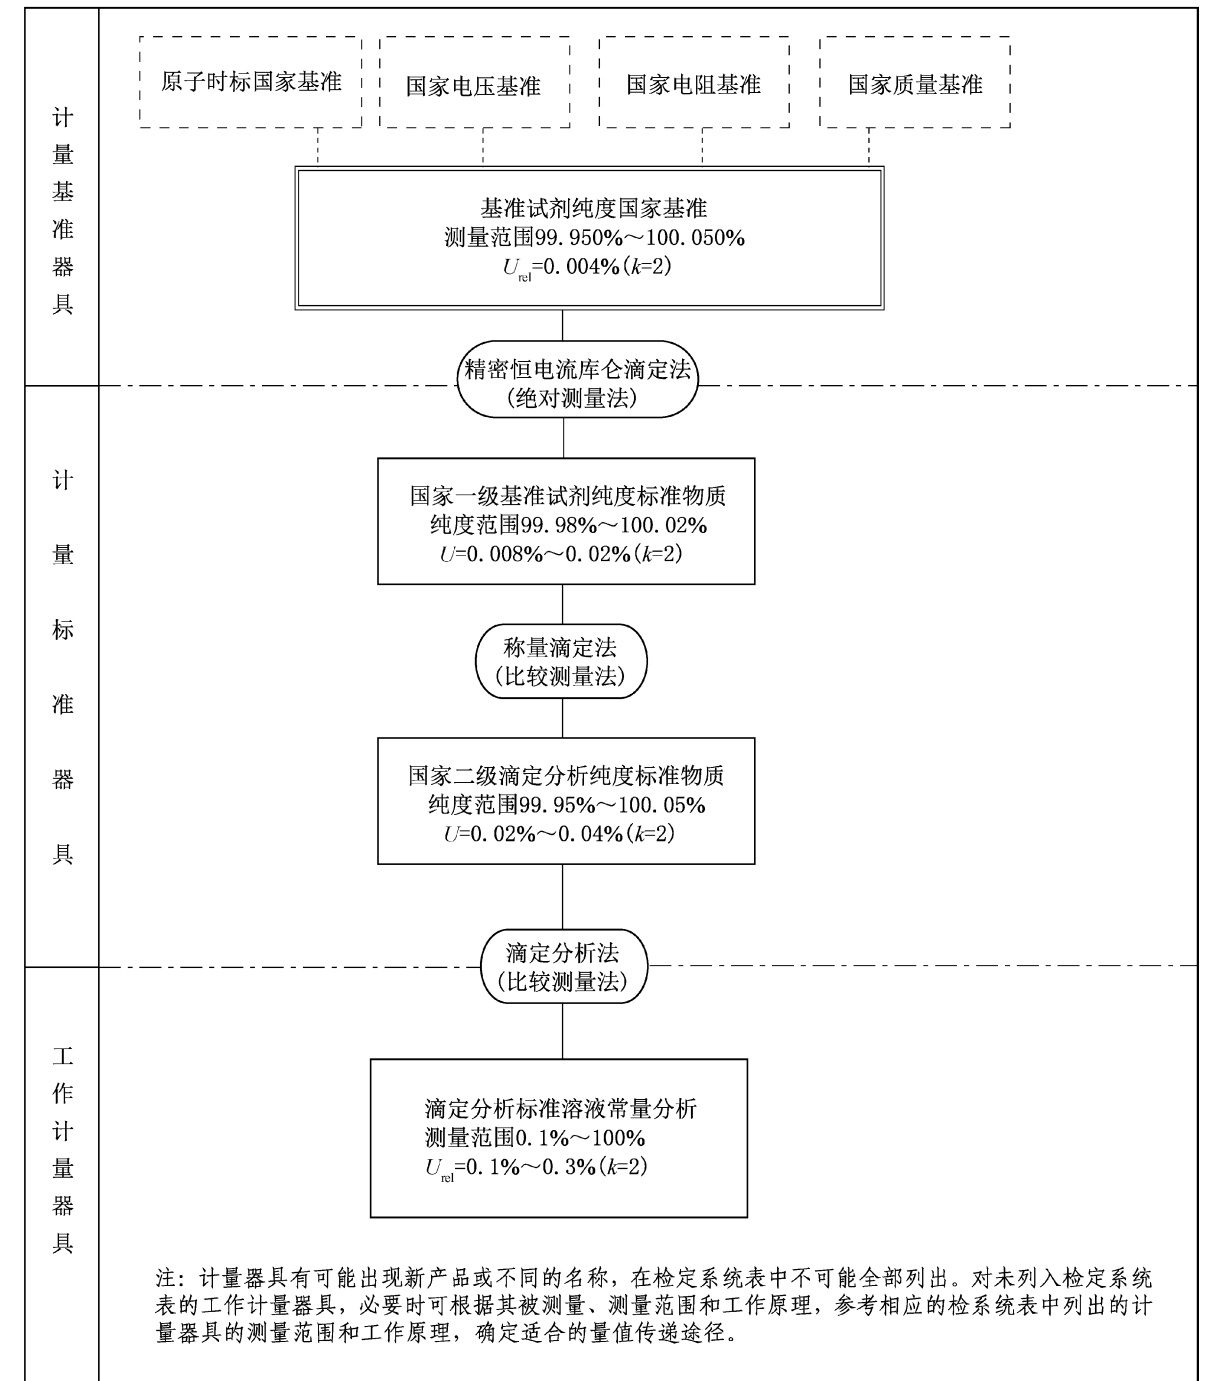 计量基准器具
原子时标国家基准
国家电压基准
国家电阻基准
国家质量基准
基准试剂纯度国家基准
测量范围99.950%～100.050%
Urel=0.004%(k=2)
精密恒电流库仑滴定法
(绝对测量法)
计量标准器具
国家一级基准试剂纯度标准物质
纯度范围99.98%～100.02%
U=0.008%～0.02%(k=2)
称量滴定法
(比较测量法)
国家二级滴定分析纯度标准物质
纯度范围99.95%～100.05%
U=0.02%～0.04%(k=2)
滴定分析法
(比较测量法)
工作计量器具
滴定分析标准溶液常量分析
测量范围0.1%～100%
Urel=0.1%～0.3%(k=2)
注：计量器具有可能出现新产品或不同的名称，在检定系统表中不可能全部列出。对未列入检定系统
表的工作计量器具，必要时可根据其被测量、测量范围和工作原理，参考相应的检系统表中列出的计
量器具的测量范围和工作原理，确定适合的量值传递途径。